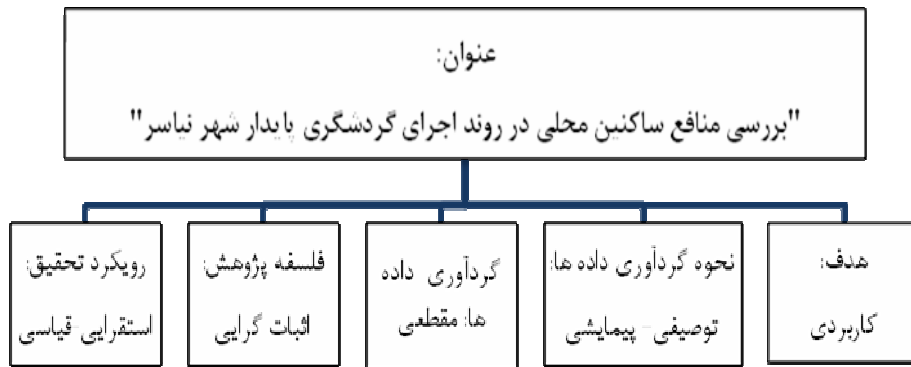 عنوان:
"بررسی منافع ساکنین محلی در روند اجرای گردشگری پایدار شهر نیاسر"
هدف:
کاربردی
نحوه گردآوری داده ها:
توصیفی- پیمایشی
گردآوری داده
ها: مقطعی
فلسفه پژوهش:
اثبات گرایی
رویکرد تحقیق:
استقرایی-قیاسی